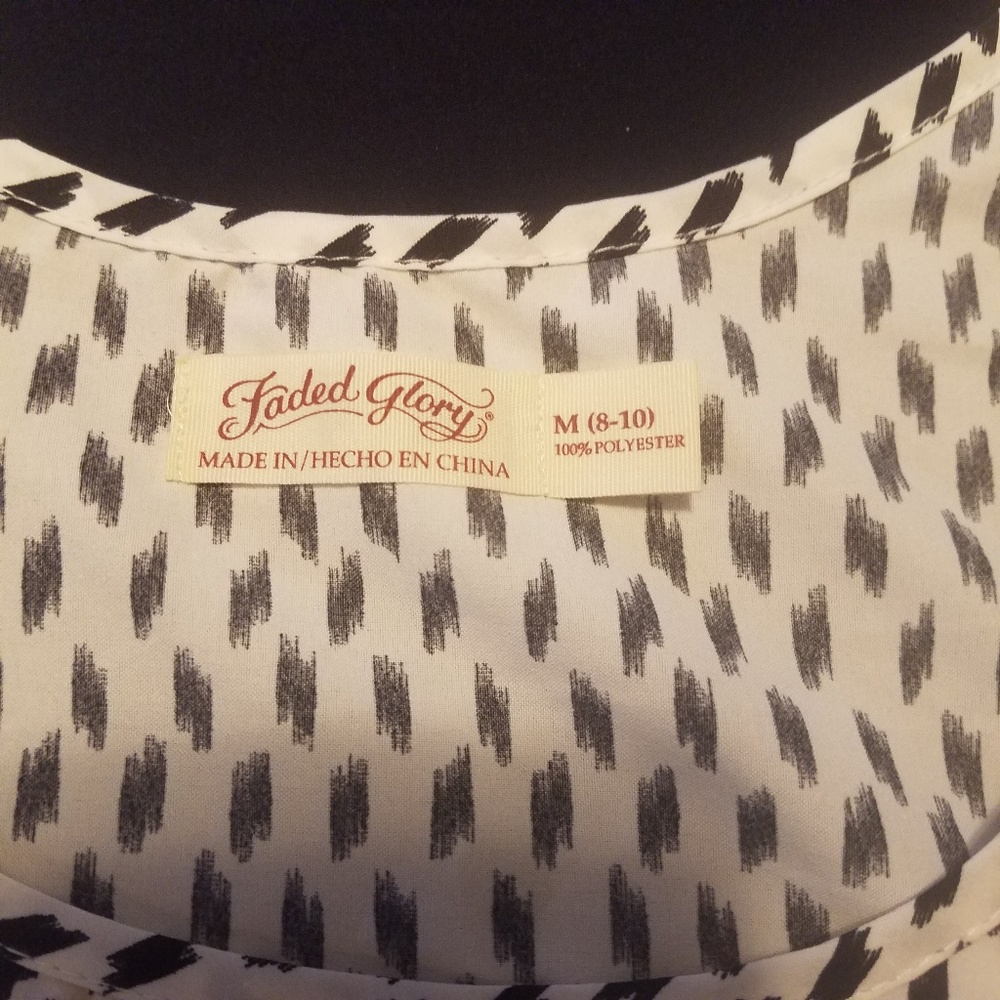 Faded Glory®
MADE IN/HECHO EN CHINA
M (8-10)
100% POLYESTER